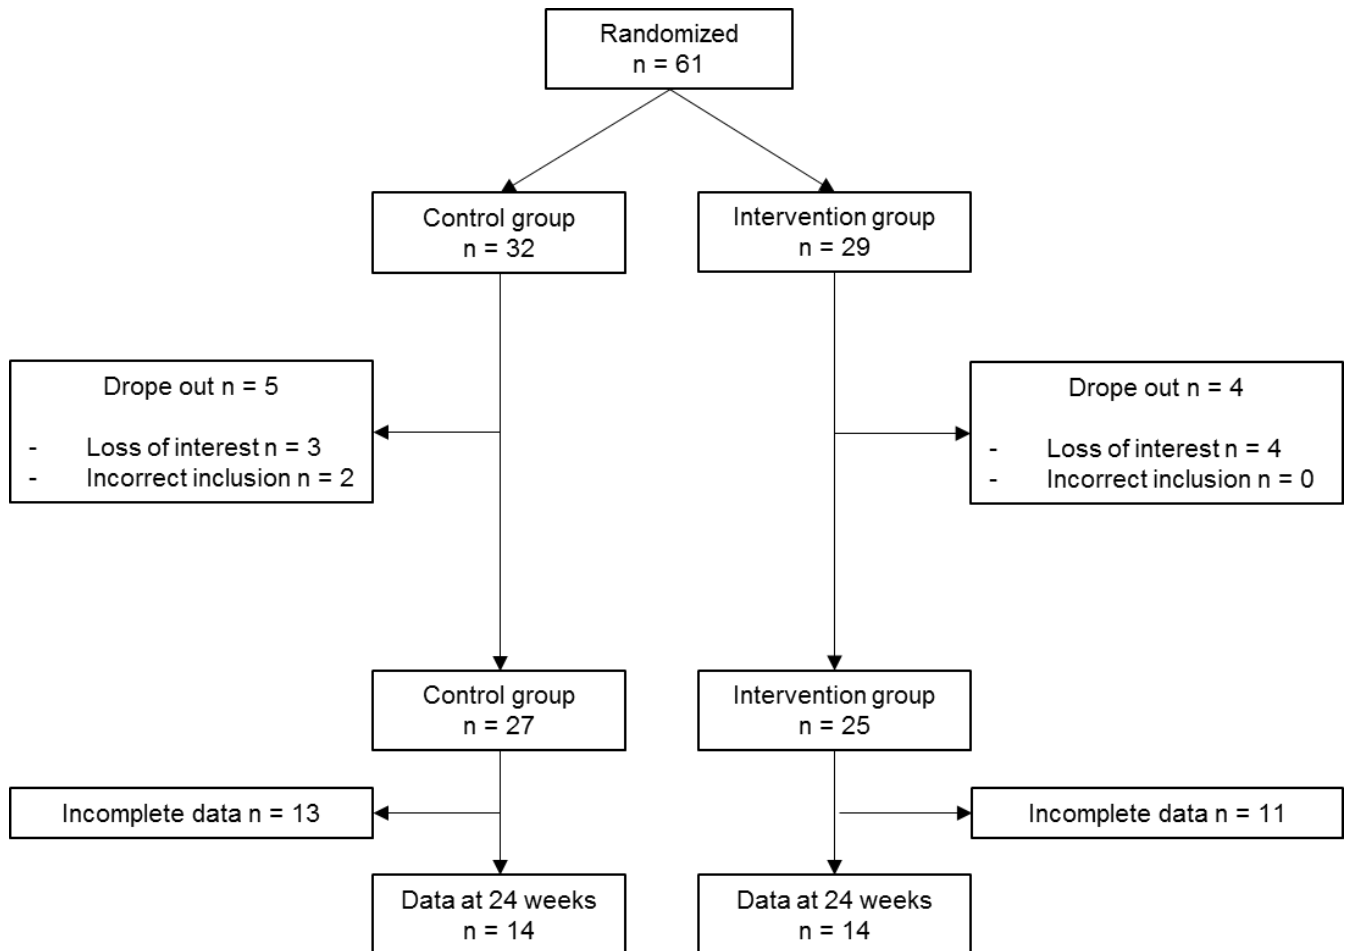 Randomized
n = 61
Control group
n = 32
Intervention group
n = 29
Drope out n = 5
- Loss of interest n = 3
- Incorrect inclusion n = 2
Drope out n = 4
- Loss of interest n = 4
- Incorrect inclusion n = 0
Control group
n = 27
Intervention group
n = 25
Incomplete data n = 13
Incomplete data n = 11
Data at 24 weeks
n = 14
Data at 24 weeks
n = 14